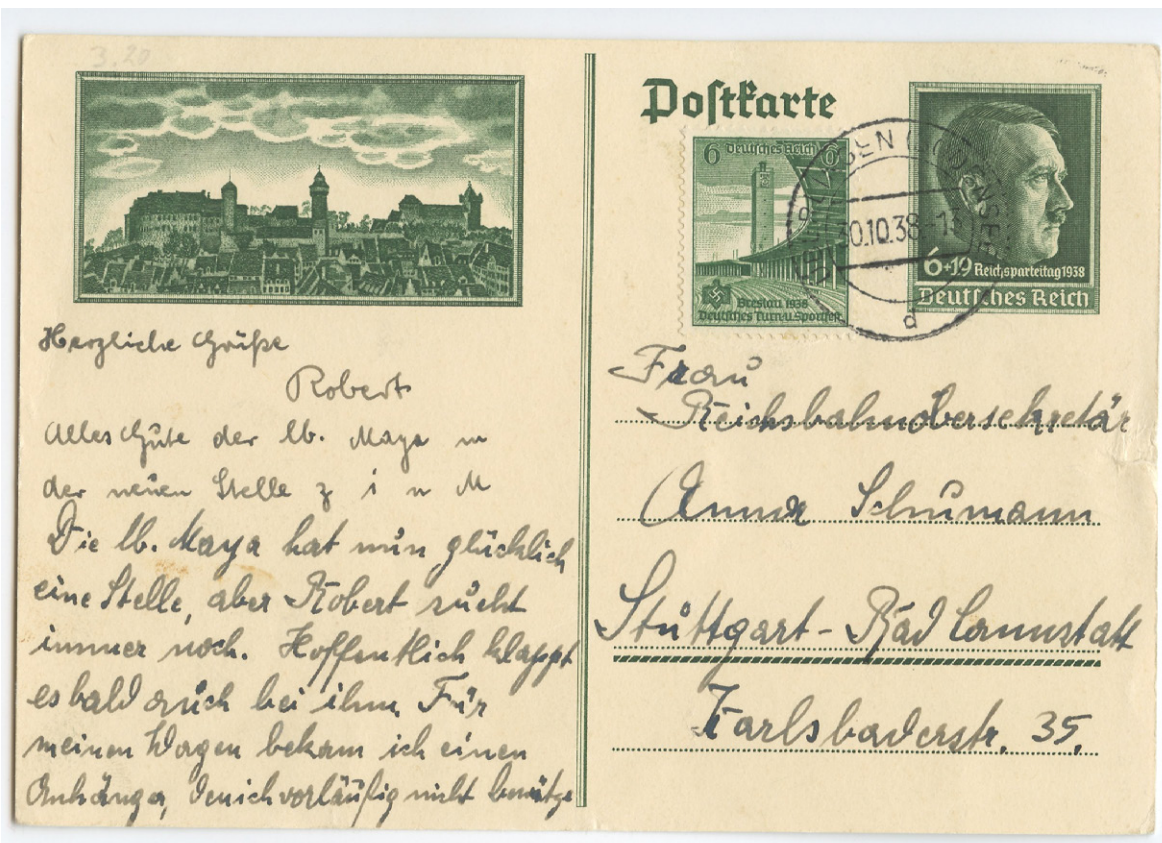 3.20
Herzliche Grüße
Robert
Alles Gute der lb. Maya in
der neuen Stelle z i n M
Die lb. Maya hat nun glücklich
eine Stelle, aber Robert sucht
immer noch. Hoffentlich klappt
es bald auch bei ihm. Für
meinen Wagen bekam ich einen
Anhänger, den ich vorläufig nicht benütze
Postkarte
6 Deutsches Reich 6
Breslau 1938
Deutsches Turn-u. Sportfest
30.10.38-13
d
6+19 Reichsparteitag 1938
Deutsches Reich
Frau
Reichsbahnobersekretär
Anna Schumann
Stuttgart-Bad Cannstatt
Karlsbaderstr. 35.